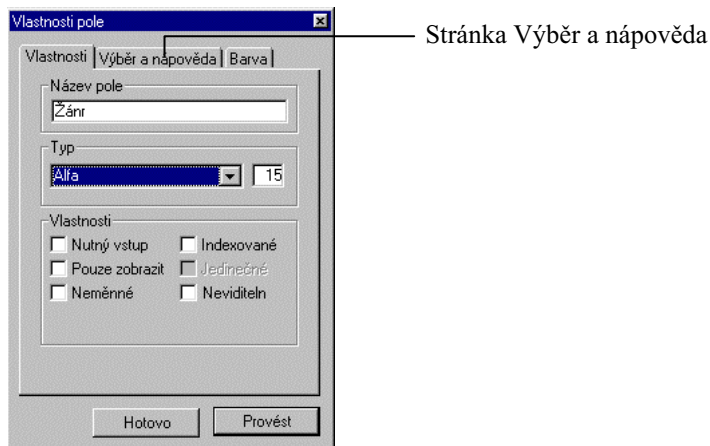 Vlastnosti pole
Stránka Výběr a nápověda
Vlastnosti Výběr a nápověda Barva
Název pole
Žánr
Typ
Alfa 15
Vlastnosti
Nutný vstup Indexované
Pouze zobrazit Jedinečné
Neměnné Neviditeln
Hotovo Provést